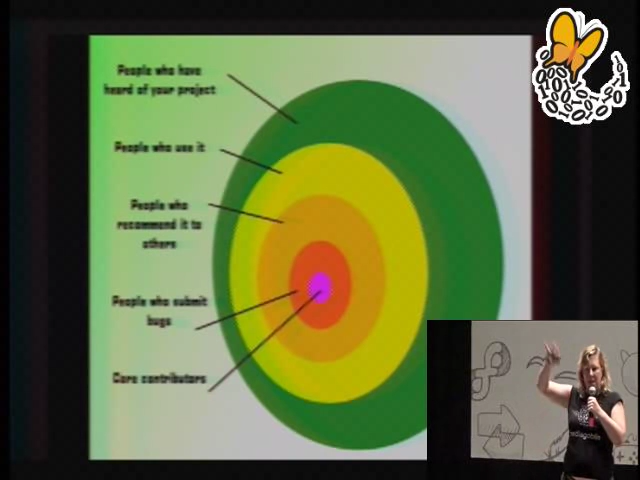 People who have
heard of your project
People who use it
People who
recommend it to
others
People who submit
bugs
Core contributors